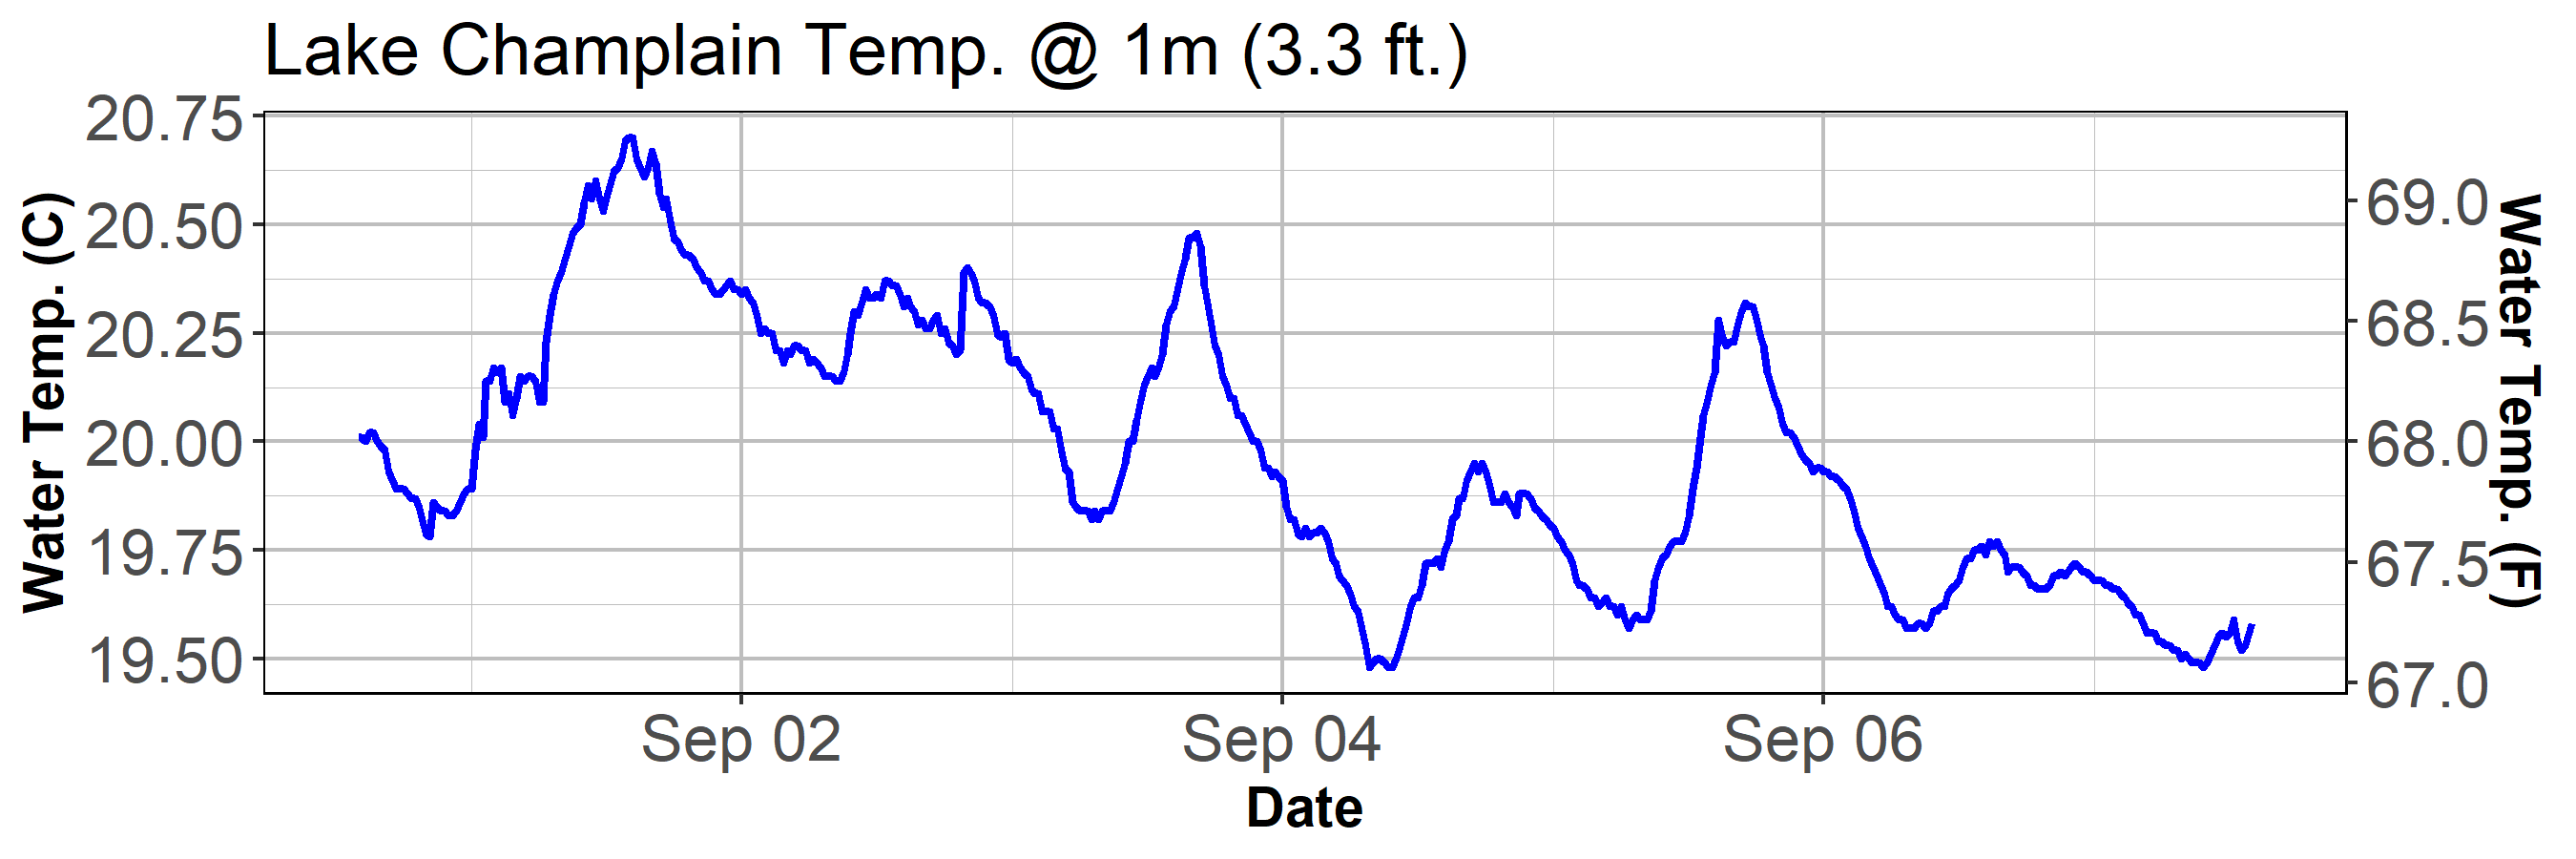 Lake Champlain Temp. @ 1m (3.3 ft.)
Water Temp. (C)
20.75
20.50
20.25
20.00
19.75
19.50
69.0
68.5
68.0
67.5
67.0
Water Temp. (F)
Sep 02
Sep 04
Sep 06
Date